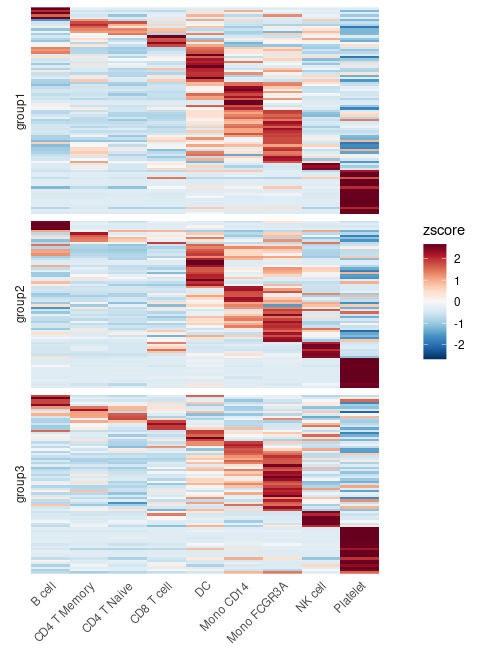 group1
group2
group3
zscore
2
1
0
-1
-2
B cell
CD4 T Memory
CD4 T Naive
CD8 T cell
DC
Mono CD14
Mono FCGR3A
NK cell
Platelet